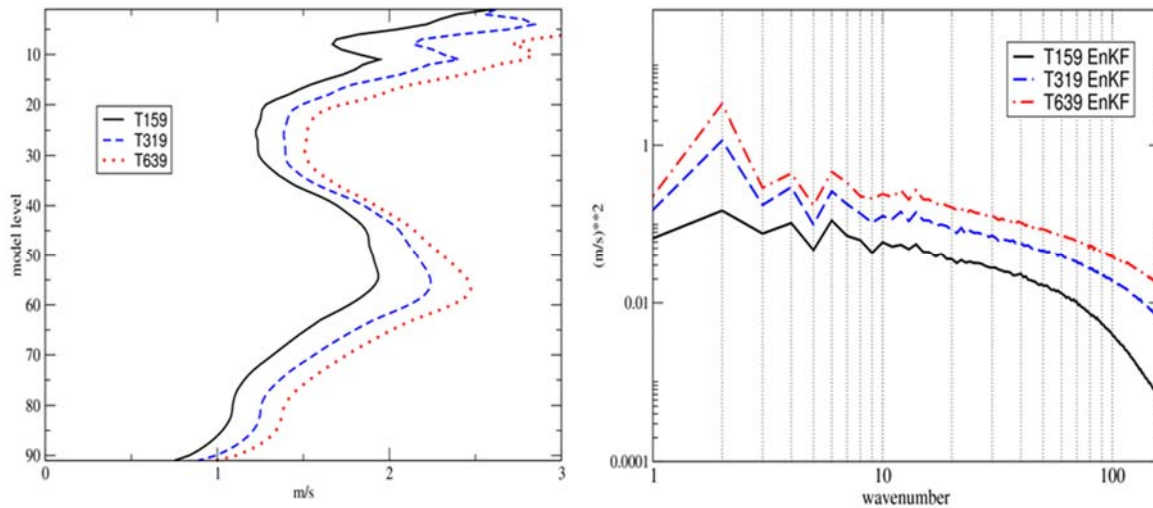 10
20
30
40
50
60
70
80
90
model level
T159
T319
T639
0
1
2
3
m/s
1
0.01
0.0001
(m/s)**2
T159 EnKF
T319 EnKF
T639 EnKF
1
10
100
wavenumber